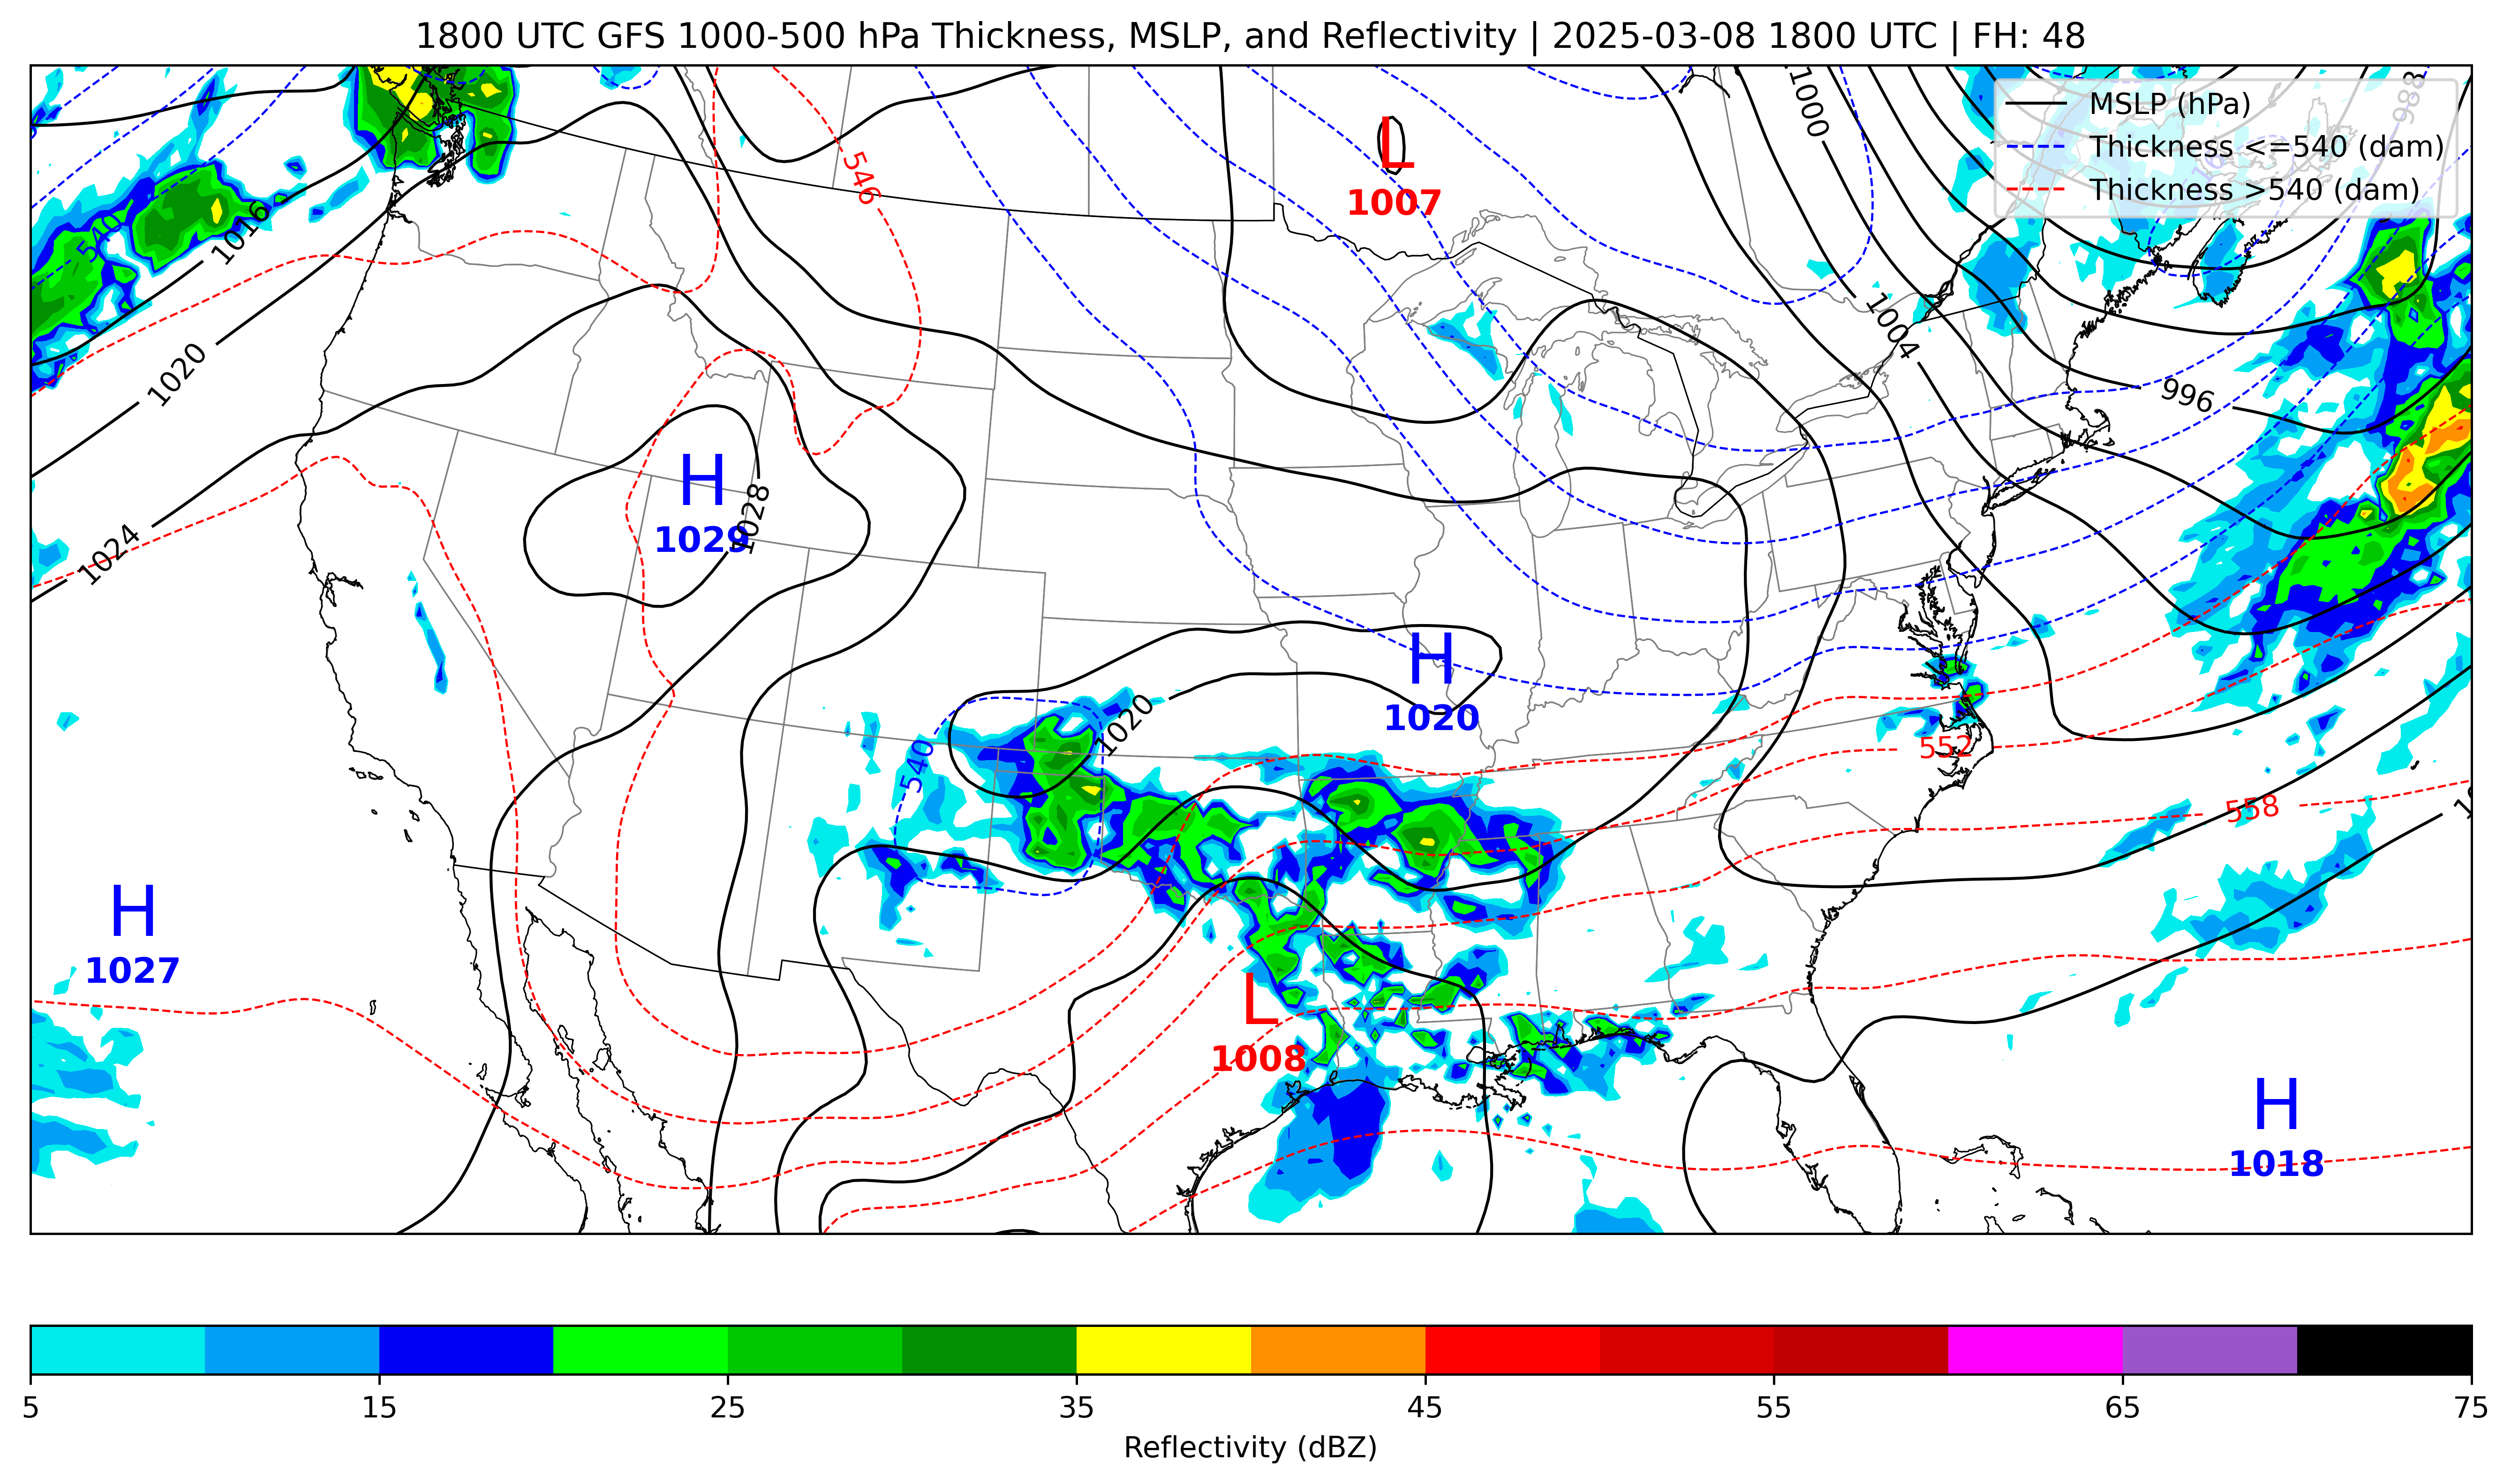 1800 UTC GFS 1000-500 hPa Thickness, MSLP, and Reflectivity | 2025-03-08 1800 UTC | FH: 48
MSLP (hPa)
Thickness <=540 (dam)
Thickness >540 (dam)
1000
988
546
L
1007
540
1016
1004
1020
996
H
1029
1028
1024
H
1020
1020
540
552
558
H
1027
L
1008
H
1018
5
15
25
35
45
55
65
75
Reflectivity (dBZ)